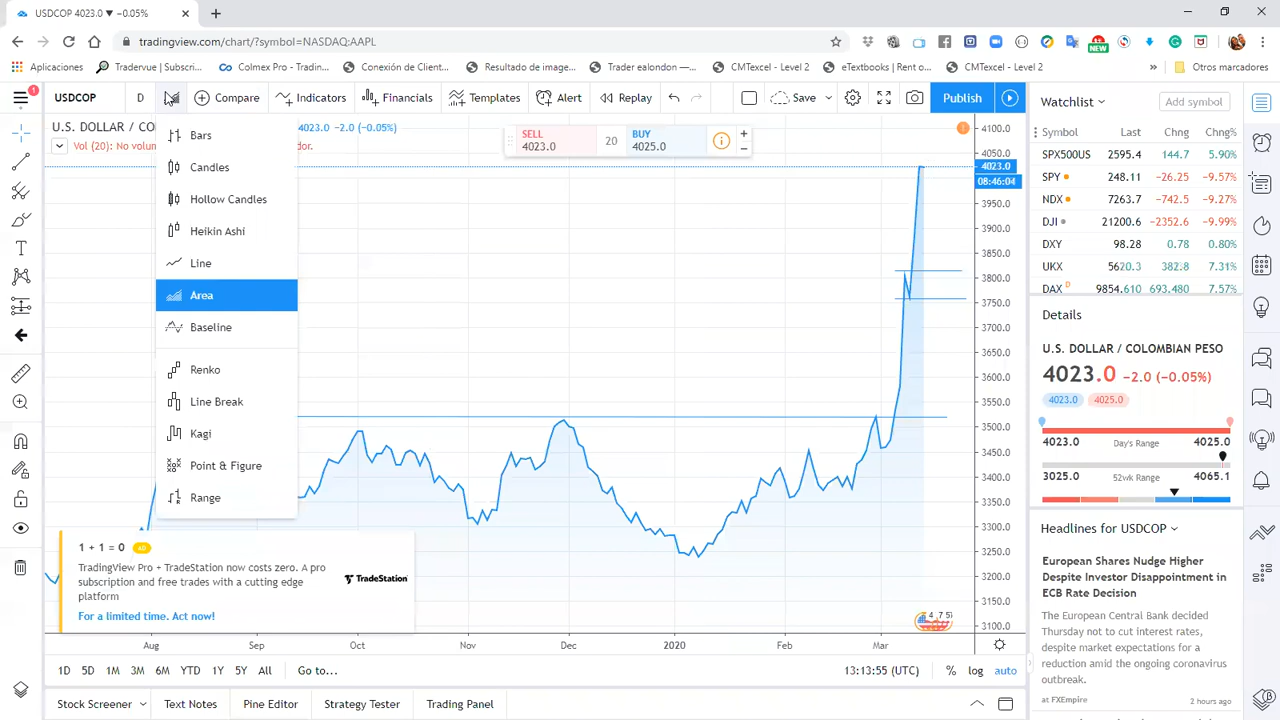 USDCOP 4023.0 ▼ −0.05%
tradingview.com/chart/?symbol=NASDAQ:AAPL
NEW
Aplicaciones
Tradervue | Subscri...
Colmex Pro - Tradin...
Conexión de Client...
Resultado de image...
Trader ealondon —...
CMTexcel - Level 2
eTextbooks | Rent o...
CMTexcel - Level 2
»
Otros marcadores
1
USDCOP
D
Compare
Indicators
Financials
Templates
Alert
Replay
Save
Publish
Watchlist
Add symbol
U.S. DOLLAR / CO
4023.0 −2.0 (−0.05%)
Vol (20): No volum
dor.
SELL
4023.0
20
BUY
4025.0
Bars
Candles
Hollow Candles
Heikin Ashi
Line
Area
Baseline
Renko
Line Break
Kagi
Point & Figure
Range
4100.0
4050.0
4023.0
08:46:04
3950.0
3900.0
3850.0
3800.0
3750.0
3700.0
3650.0
3600.0
3550.0
3500.0
3450.0
3400.0
3350.0
3300.0
3250.0
3200.0
3150.0
3100.0
1 + 1 = 0 AD
TradingView Pro + TradeStation now costs zero. A pro
subscription and free trades with a cutting edge
platform
For a limited time. Act now!
TradeStation
Aug Sep Oct Nov Dec 2020 Feb Mar
1D 5D 1M 3M 6M YTD 1Y 5Y All Go to...
13:13:55 (UTC) % log auto
Stock Screener Text Notes Pine Editor Strategy Tester Trading Panel
Symbol Last Chng Chng%
SPX500US 2595.4 144.7 5.90%
SPY 248.11 −26.25 −9.57%
NDX 7263.7 −742.5 −9.27%
DJI 21200.6 −2352.6 −9.99%
DXY 98.28 0.78 0.80%
UKX 5620.3 382.8 7.31%
DAX D 9854.610 693.480 7.57%
Details
U.S. DOLLAR / COLOMBIAN PESO
4023.0 −2.0 (−0.05%)
4023.0 4025.0
4023.0 Day's Range 4025.0
3025.0 52wk Range 4065.1
Headlines for USDCOP
European Shares Nudge Higher
Despite Investor Disappointment in
ECB Rate Decision
The European Central Bank decided
Thursday not to cut interest rates,
despite market expectations for a
reduction amid the ongoing coronavirus
outbreak.
at FXEmpire 2 hours ago